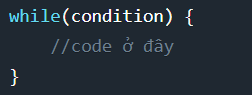 while(condition) {
    //code ở đây
}